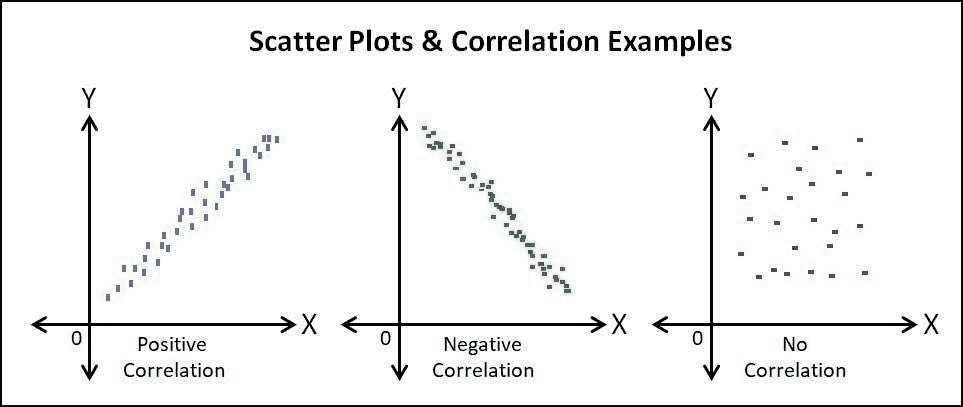 Scatter Plots & Correlation Examples
Y
X
0
Positive
Correlation
Y
X
0
Negative
Correlation
Y
X
0
No
Correlation